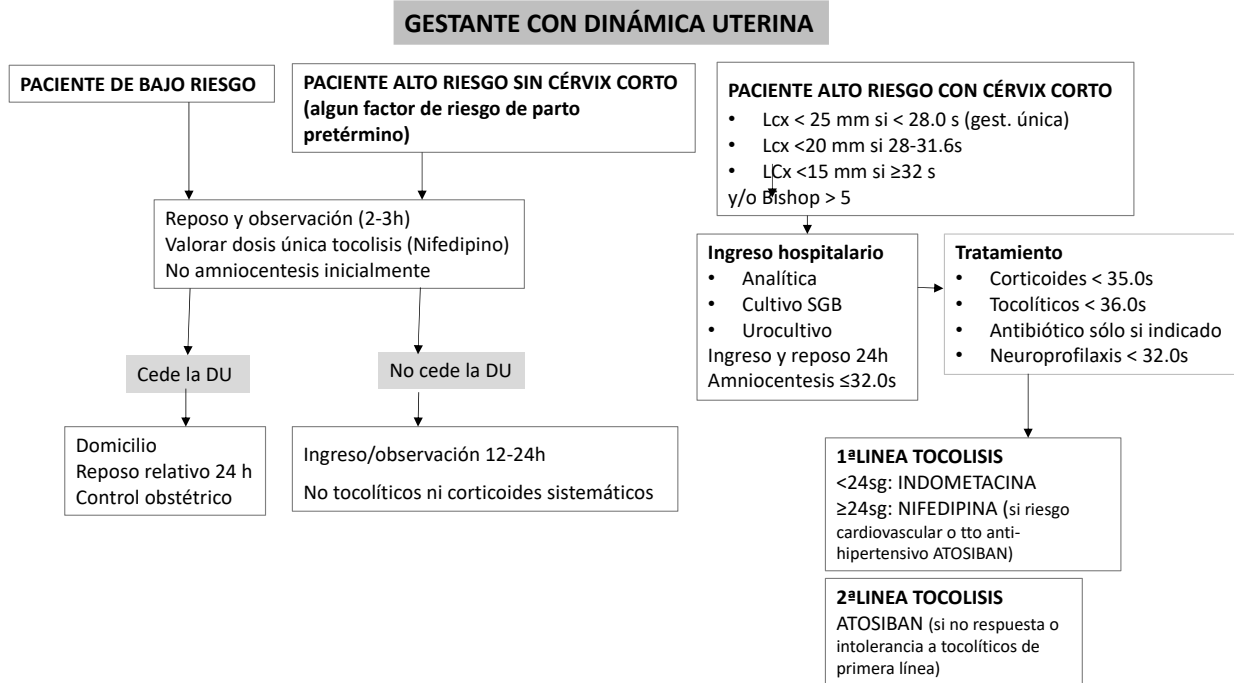 GESTANTE CON DINÁMICA UTERINA
PACIENTE DE BAJO RIESGO
PACIENTE ALTO RIESGO SIN CÉRVIX CORTO
(algun factor de riesgo de parto
pretérmino)
PACIENTE ALTO RIESGO CON CÉRVIX CORTO
• Lcx < 25 mm si < 28.0 s (gest. única)
• Lcx <20 mm si 28-31.6s
• LCx <15 mm si ≥32 s
y/o Bishop > 5
Reposo y observación (2-3h)
Valorar dosis única tocolisis (Nifedipino)
No amniocentesis inicialmente
Ingreso hospitalario
• Analítica
• Cultivo SGB
• Urocultivo
Ingreso y reposo 24h
Amniocentesis ≤32.0s
Tratamiento
• Corticoides < 35.0s
• Tocolíticos < 36.0s
• Antibiótico sólo si indicado
• Neuroprofilaxis < 32.0s
Cede la DU
No cede la DU
Domicilio
Reposo relativo 24 h
Control obstétrico
Ingreso/observación 12-24h
No tocolíticos ni corticoides sistemáticos
1ªLINEA TOCOLISIS
<24sg: INDOMETACINA
≥24sg: NIFEDIPINA (si riesgo
cardiovascular o tto anti-
hipertensivo ATOSIBAN)
2ªLINEA TOCOLISIS
ATOSIBAN (si no respuesta o
intolerancia a tocolíticos de
primera línea)